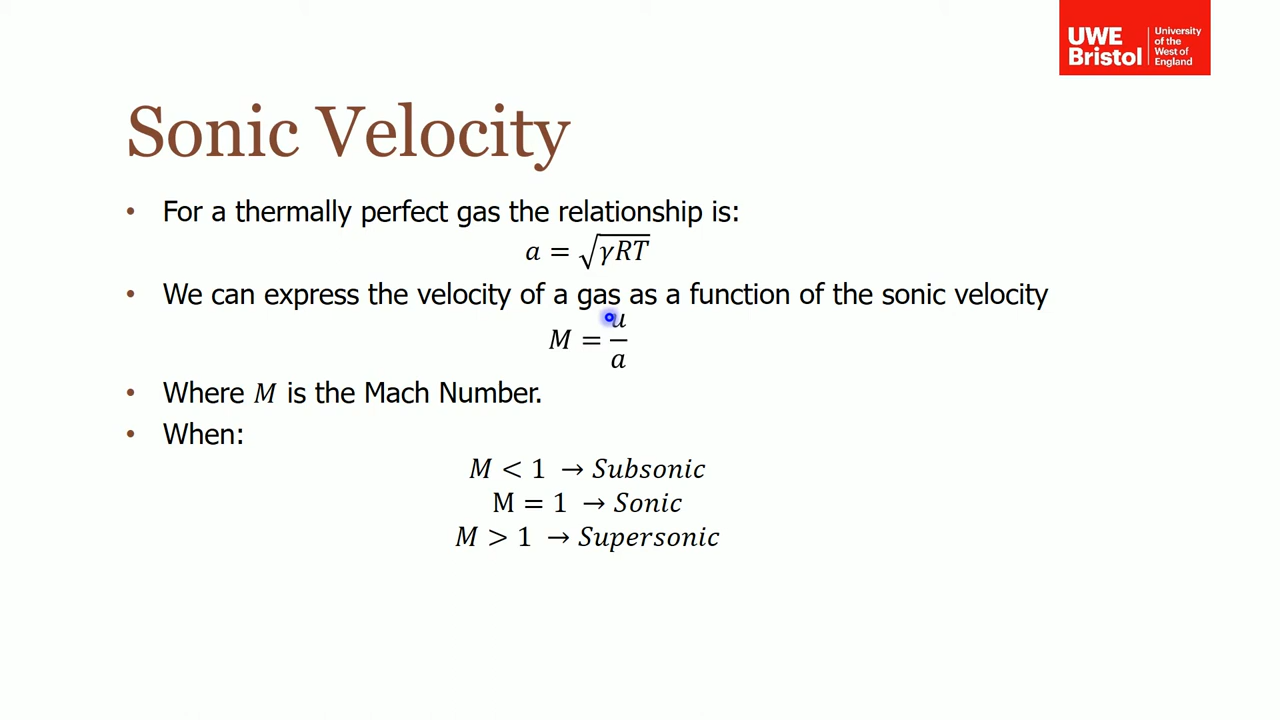 UWE Bristol
University of the West of England
Sonic Velocity
• For a thermally perfect gas the relationship is:
a = √γRT
• We can express the velocity of a gas as a function of the sonic velocity
M = u/a
• Where M is the Mach Number.
• When:
M < 1 → Subsonic
M = 1 → Sonic
M > 1 → Supersonic